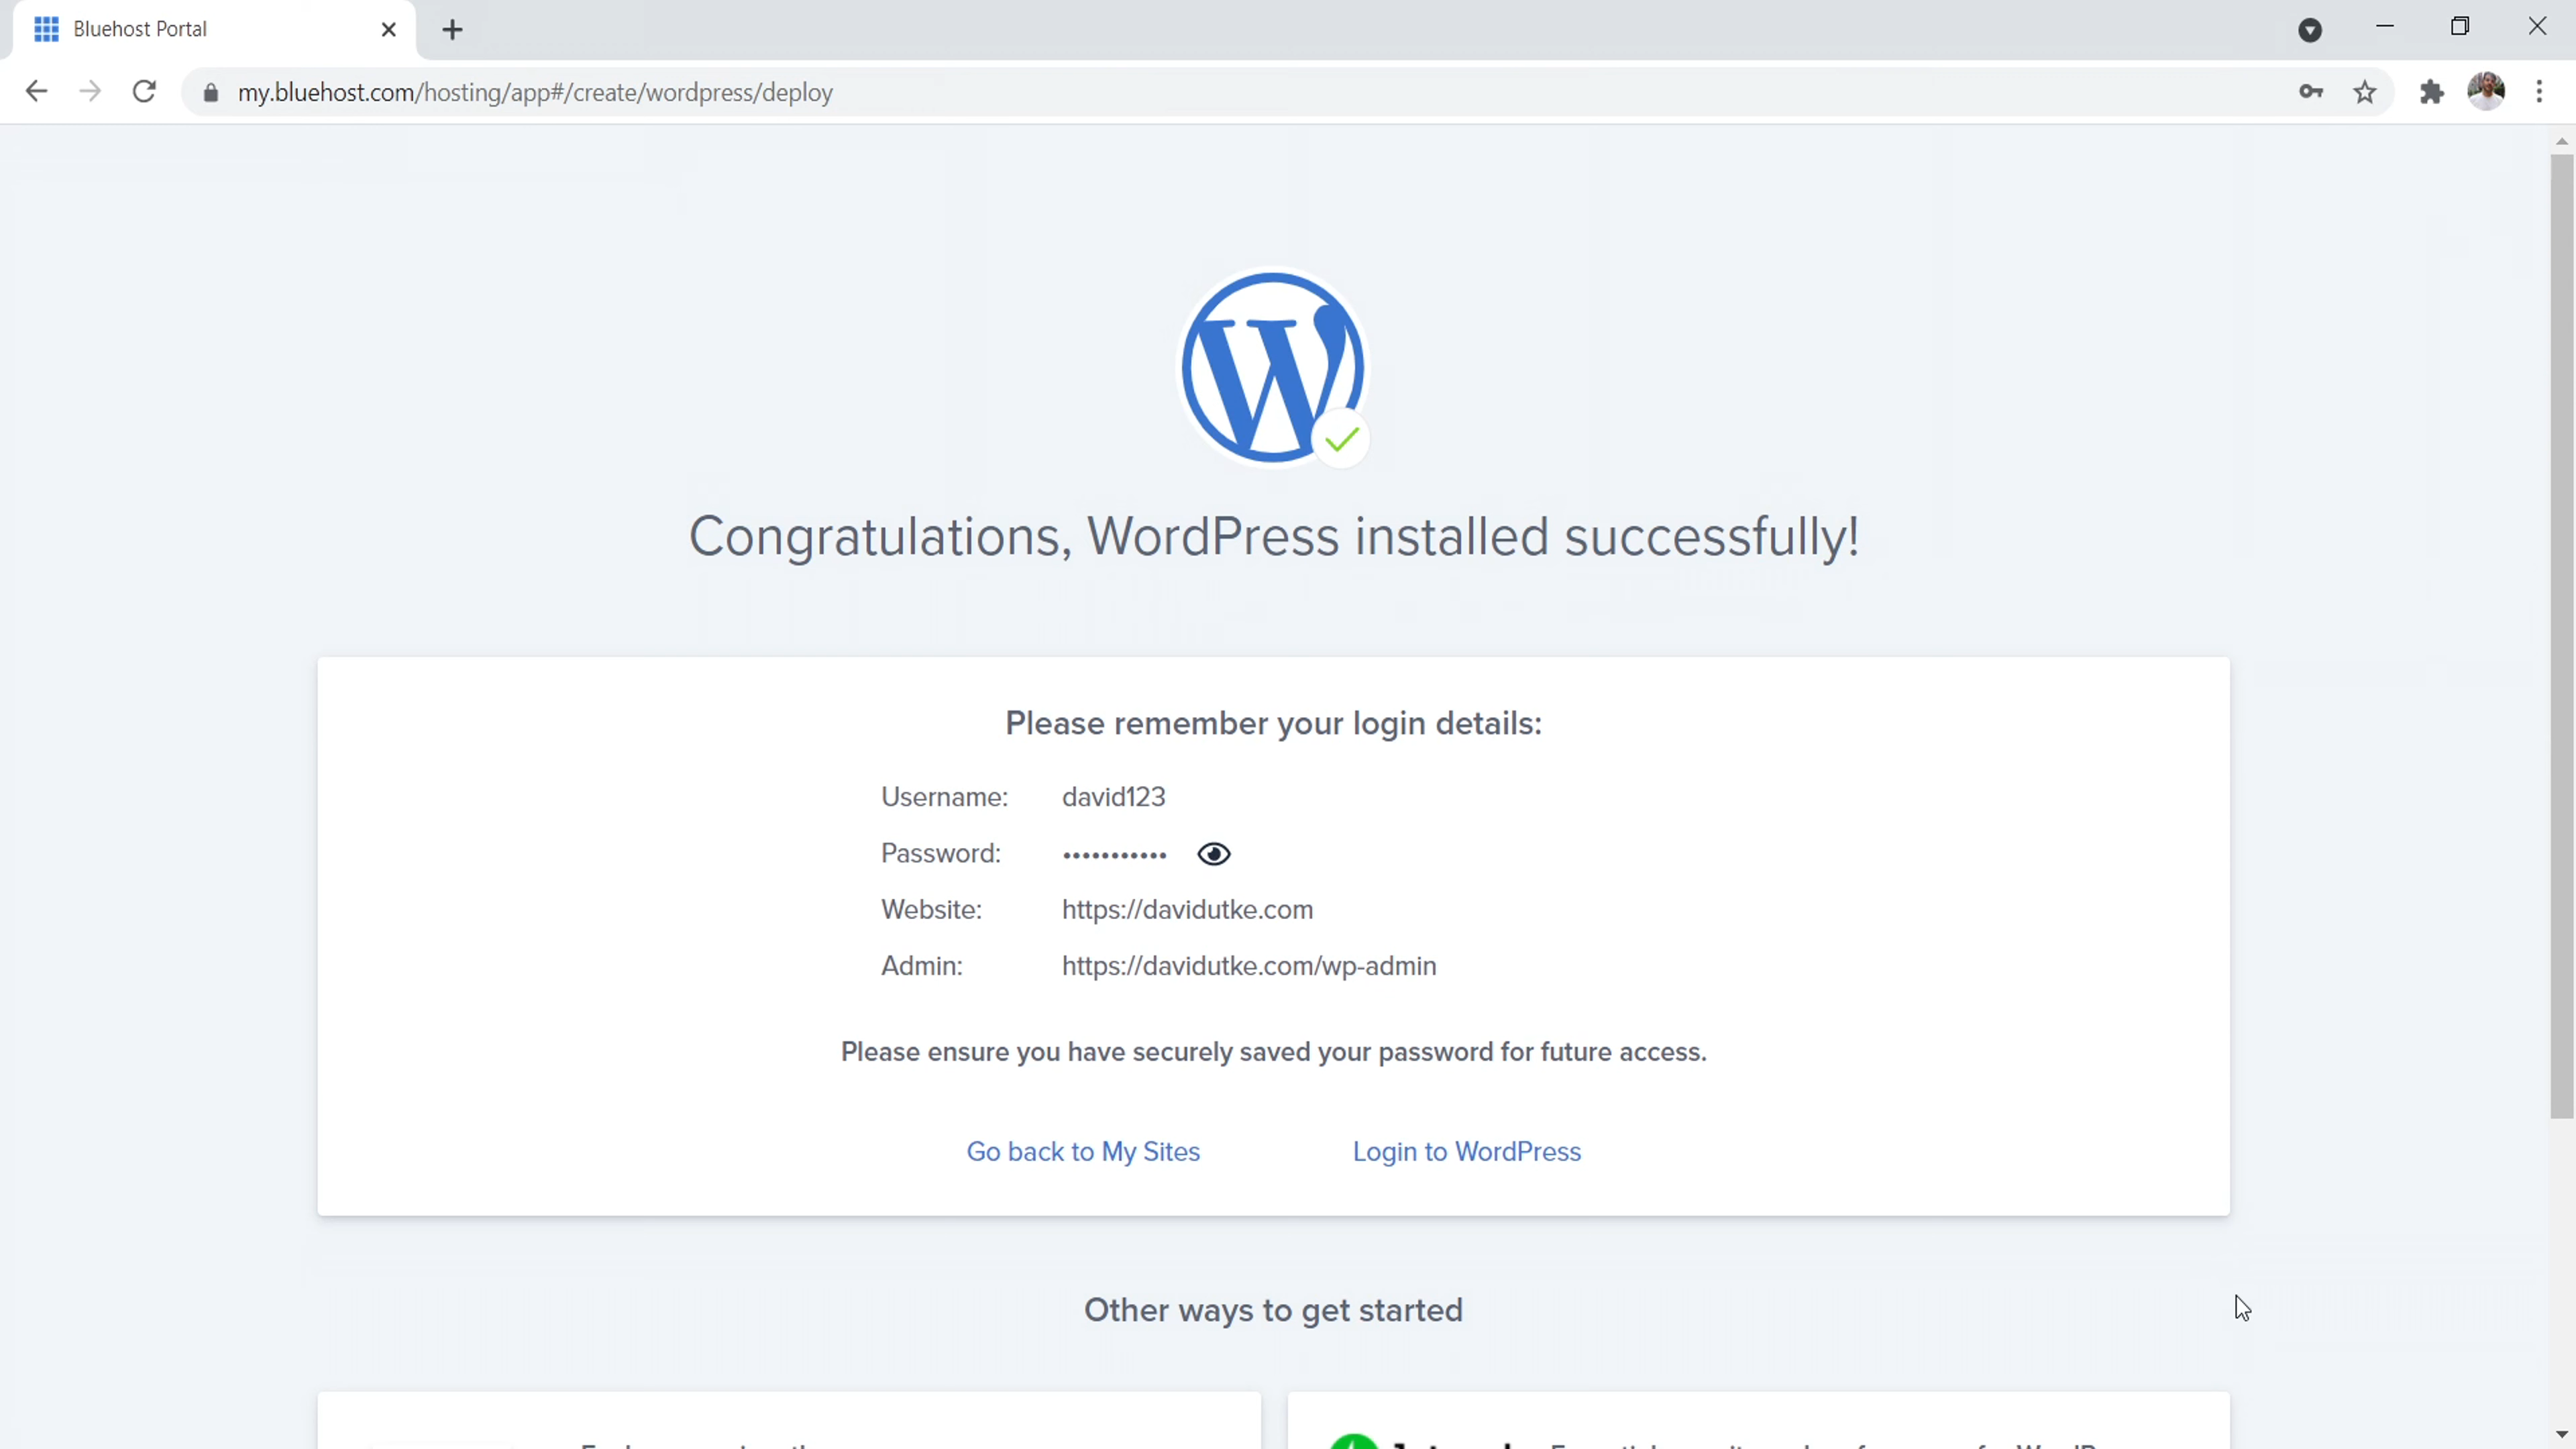 Bluehost Portal
my.bluehost.com/hosting/app#/create/wordpress/deploy
Congratulations, WordPress installed successfully!
Please remember your login details:
Username: david123
Password: •••••••••••
Website: https://davidutke.com
Admin: https://davidutke.com/wp-admin
Please ensure you have securely saved your password for future access.
Go back to My Sites Login to WordPress
Other ways to get started